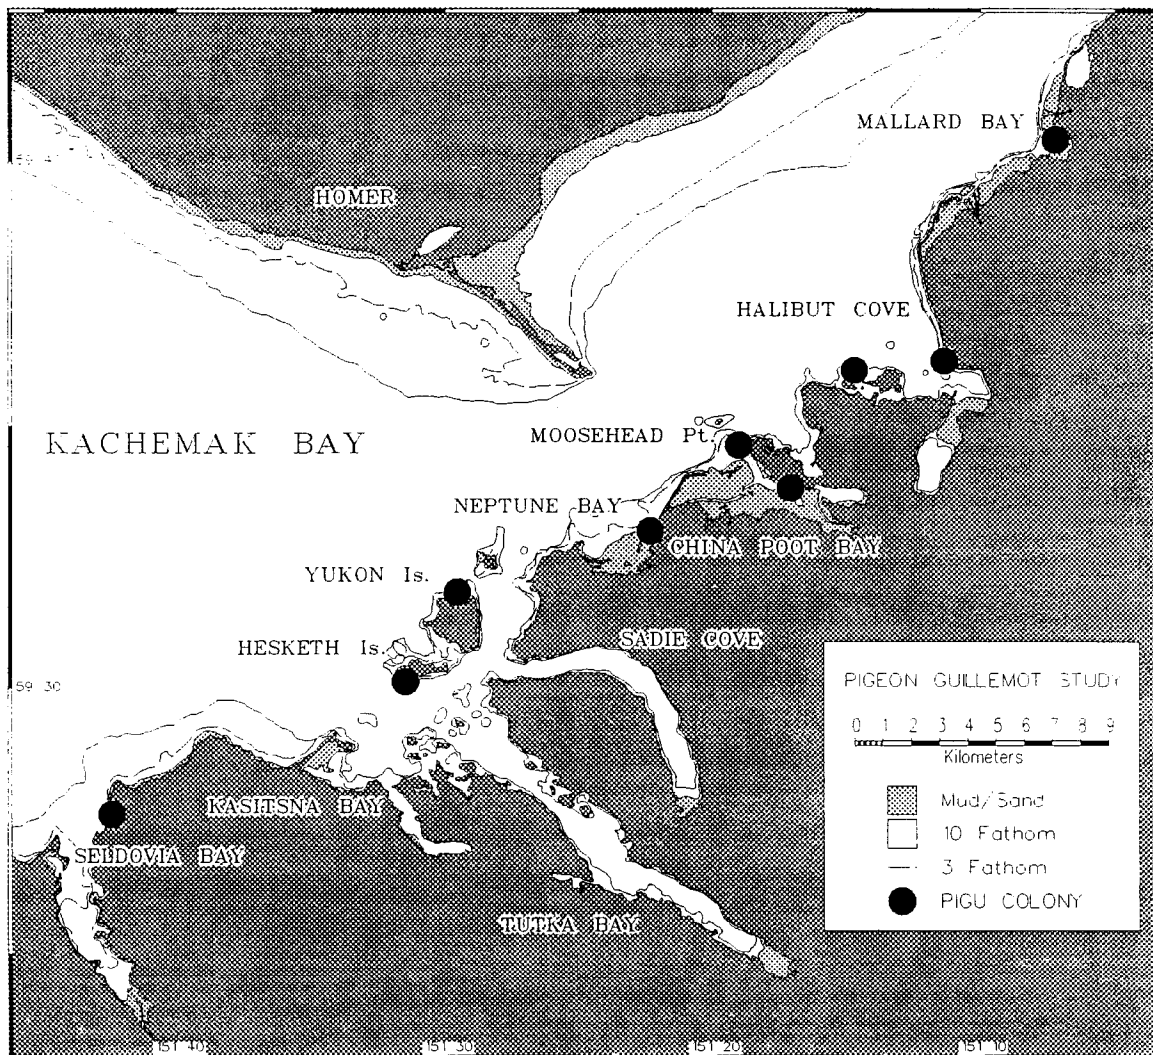 MALLARD BAY
HOMER
HALIBUT COVE
KACHEMAK BAY
MOOSEHEAD Pt.
NEPTUNE BAY
CHINA POOT BAY
YUKON Is.
HESKETH Is.
SADIE COVE
59 30
KASITSNA BAY
SELDOVIA BAY
TUTKA BAY
PIGEON GUILLEMOT STUDY
0 1 2 3 4 5 6 7 8 9
Kilometers
Mud/Sand
10 Fathom
3 Fathom
PIGU COLONY
151 40
151 30
151 20
151 10